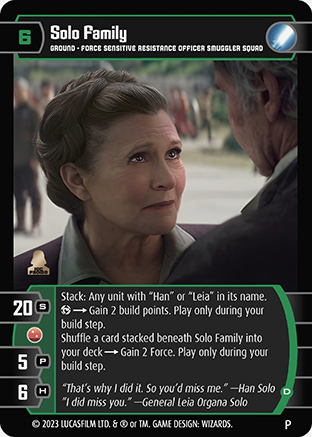 6
Solo Family
GROUND - FORCE SENSITIVE RESISTANCE OFFICER SMUGGLER SQUAD
20 S
5 P
6 H
Stack: Any unit with “Han” or “Leia” in its name.
→ Gain 2 build points. Play only during your
build step.
Shuffle a card stacked beneath Solo Family into
your deck → Gain 2 Force. Play only during your
build step.
“That’s why I did it. So you’d miss me.” —Han Solo
“I did miss you.” —General Leia Organa Solo
D
© 2023 LUCASFILM LTD. & ® or TM. GAME DESIGN: WIZARDS.
P